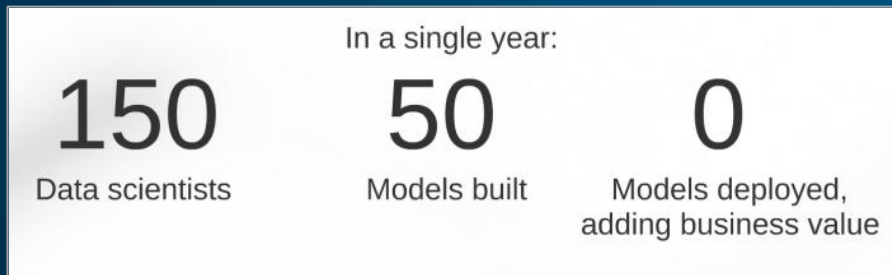 In a single year:
150 50 0
Data scientists Models built Models deployed,
adding business value